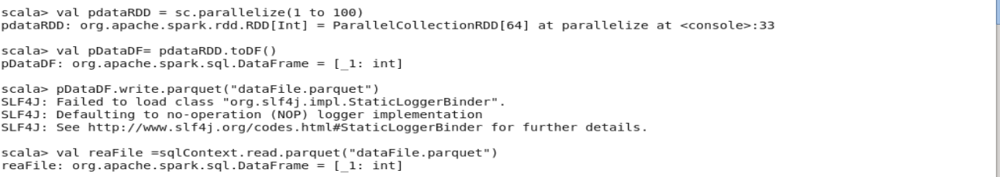 scala> val pdataRDD = sc.parallelize(1 to 100)
pdataRDD: org.apache.spark.rdd.RDD[Int] = ParallelCollectionRDD[64] at parallelize at <console>:33
scala> val pDataDF= pdataRDD.toDF()
pDataDF: org.apache.spark.sql.DataFrame = [_1: int]
scala> pDataDF.write.parquet("dataFile.parquet")
SLF4J: Failed to load class "org.slf4j.impl.StaticLoggerBinder".
SLF4J: Defaulting to no-operation (NOP) logger implementation
SLF4J: See http://www.slf4j.org/codes.html#StaticLoggerBinder for further details.
scala> val reaFile =sqlContext.read.parquet("dataFile.parquet")
reaFile: org.apache.spark.sql.DataFrame = [_1: int]